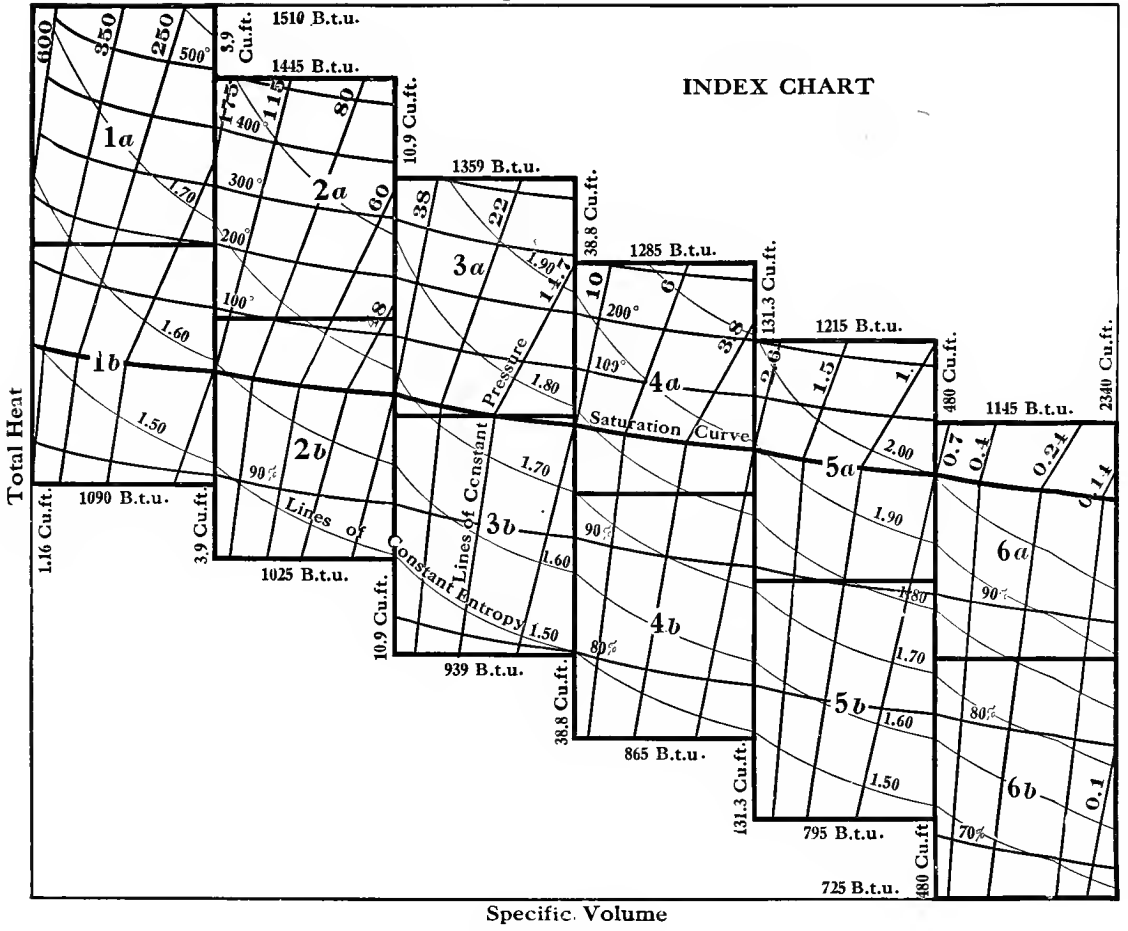 INDEX CHART
1510 B.t.u.
3.9 Cu.ft.
1445 B.t.u.
10.9 Cu.ft.
1359 B.t.u.
38.8 Cu.ft.
1285 B.t.u.
131.3 Cu.ft.
1215 B.t.u.
480 Cu.ft.
1145 B.t.u.
2340 Cu.ft.
600
350
250
500°
1a
1.70
1b
1.60
1.50
175
115
80
400°
300°
2a
60
200°
100°
2b
90%
38
22
3a
1.90
14.7
1.80
Pressure
Lines of Constant
1.70
3b
1.60
1.50
Lines of
Constant Entropy
10
6
200°
3.8
100°
4a
Saturation Curve
90%
4b
80%
2.6
1.5
1.
2.00
5a
1.90
1.80
1.70
5b
1.60
1.50
0.7
0.4
0.24
0.14
6a
90%
80%
6b
0.1
70%
Total Heat
1.16 Cu.ft.
1090 B.t.u.
3.9 Cu.ft.
1025 B.t.u.
10.9 Cu.ft.
939 B.t.u.
38.8 Cu.ft.
865 B.t.u.
131.3 Cu.ft.
795 B.t.u.
480 Cu.ft.
725 B.t.u.
Specific Volume